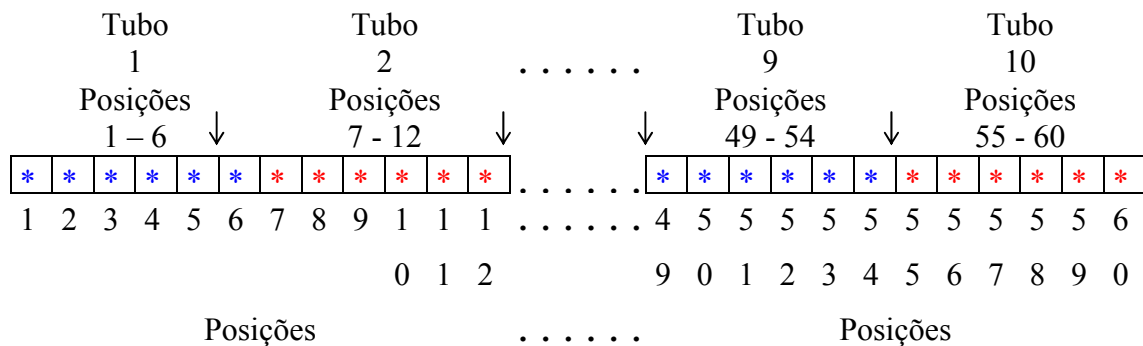 Tubo Tubo Tubo Tubo
1 2 . . . . . . 9 10
Posições Posições Posições Posições
1 – 6 ↓ 7 - 12 ↓ ↓ 49 - 54 ↓ 55 - 60
* * * * * * * * * * * * . . . . . . * * * * * * * * * * * *
1 2 3 4 5 6 7 8 9 1 1 1 . . . . . . 4 5 5 5 5 5 5 5 5 5 5 6
0 1 2 9 0 1 2 3 4 5 6 7 8 9 0
Posições . . . . . . Posições